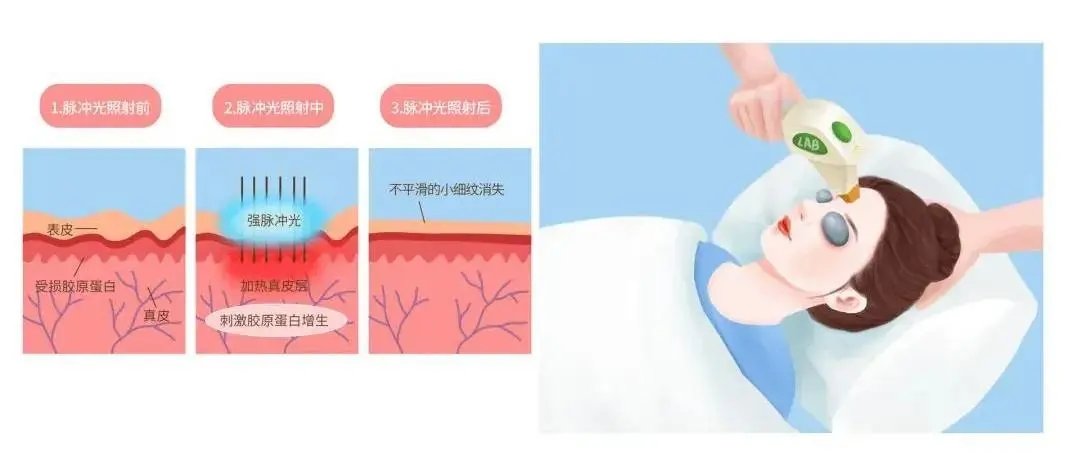 1.脉冲光照射前
2.脉冲光照射中
3.脉冲光照射后
表皮
受损胶原蛋白
真皮
强脉冲光
加热真皮层
刺激胶原蛋白增生
不平滑的小细纹消失
LAB